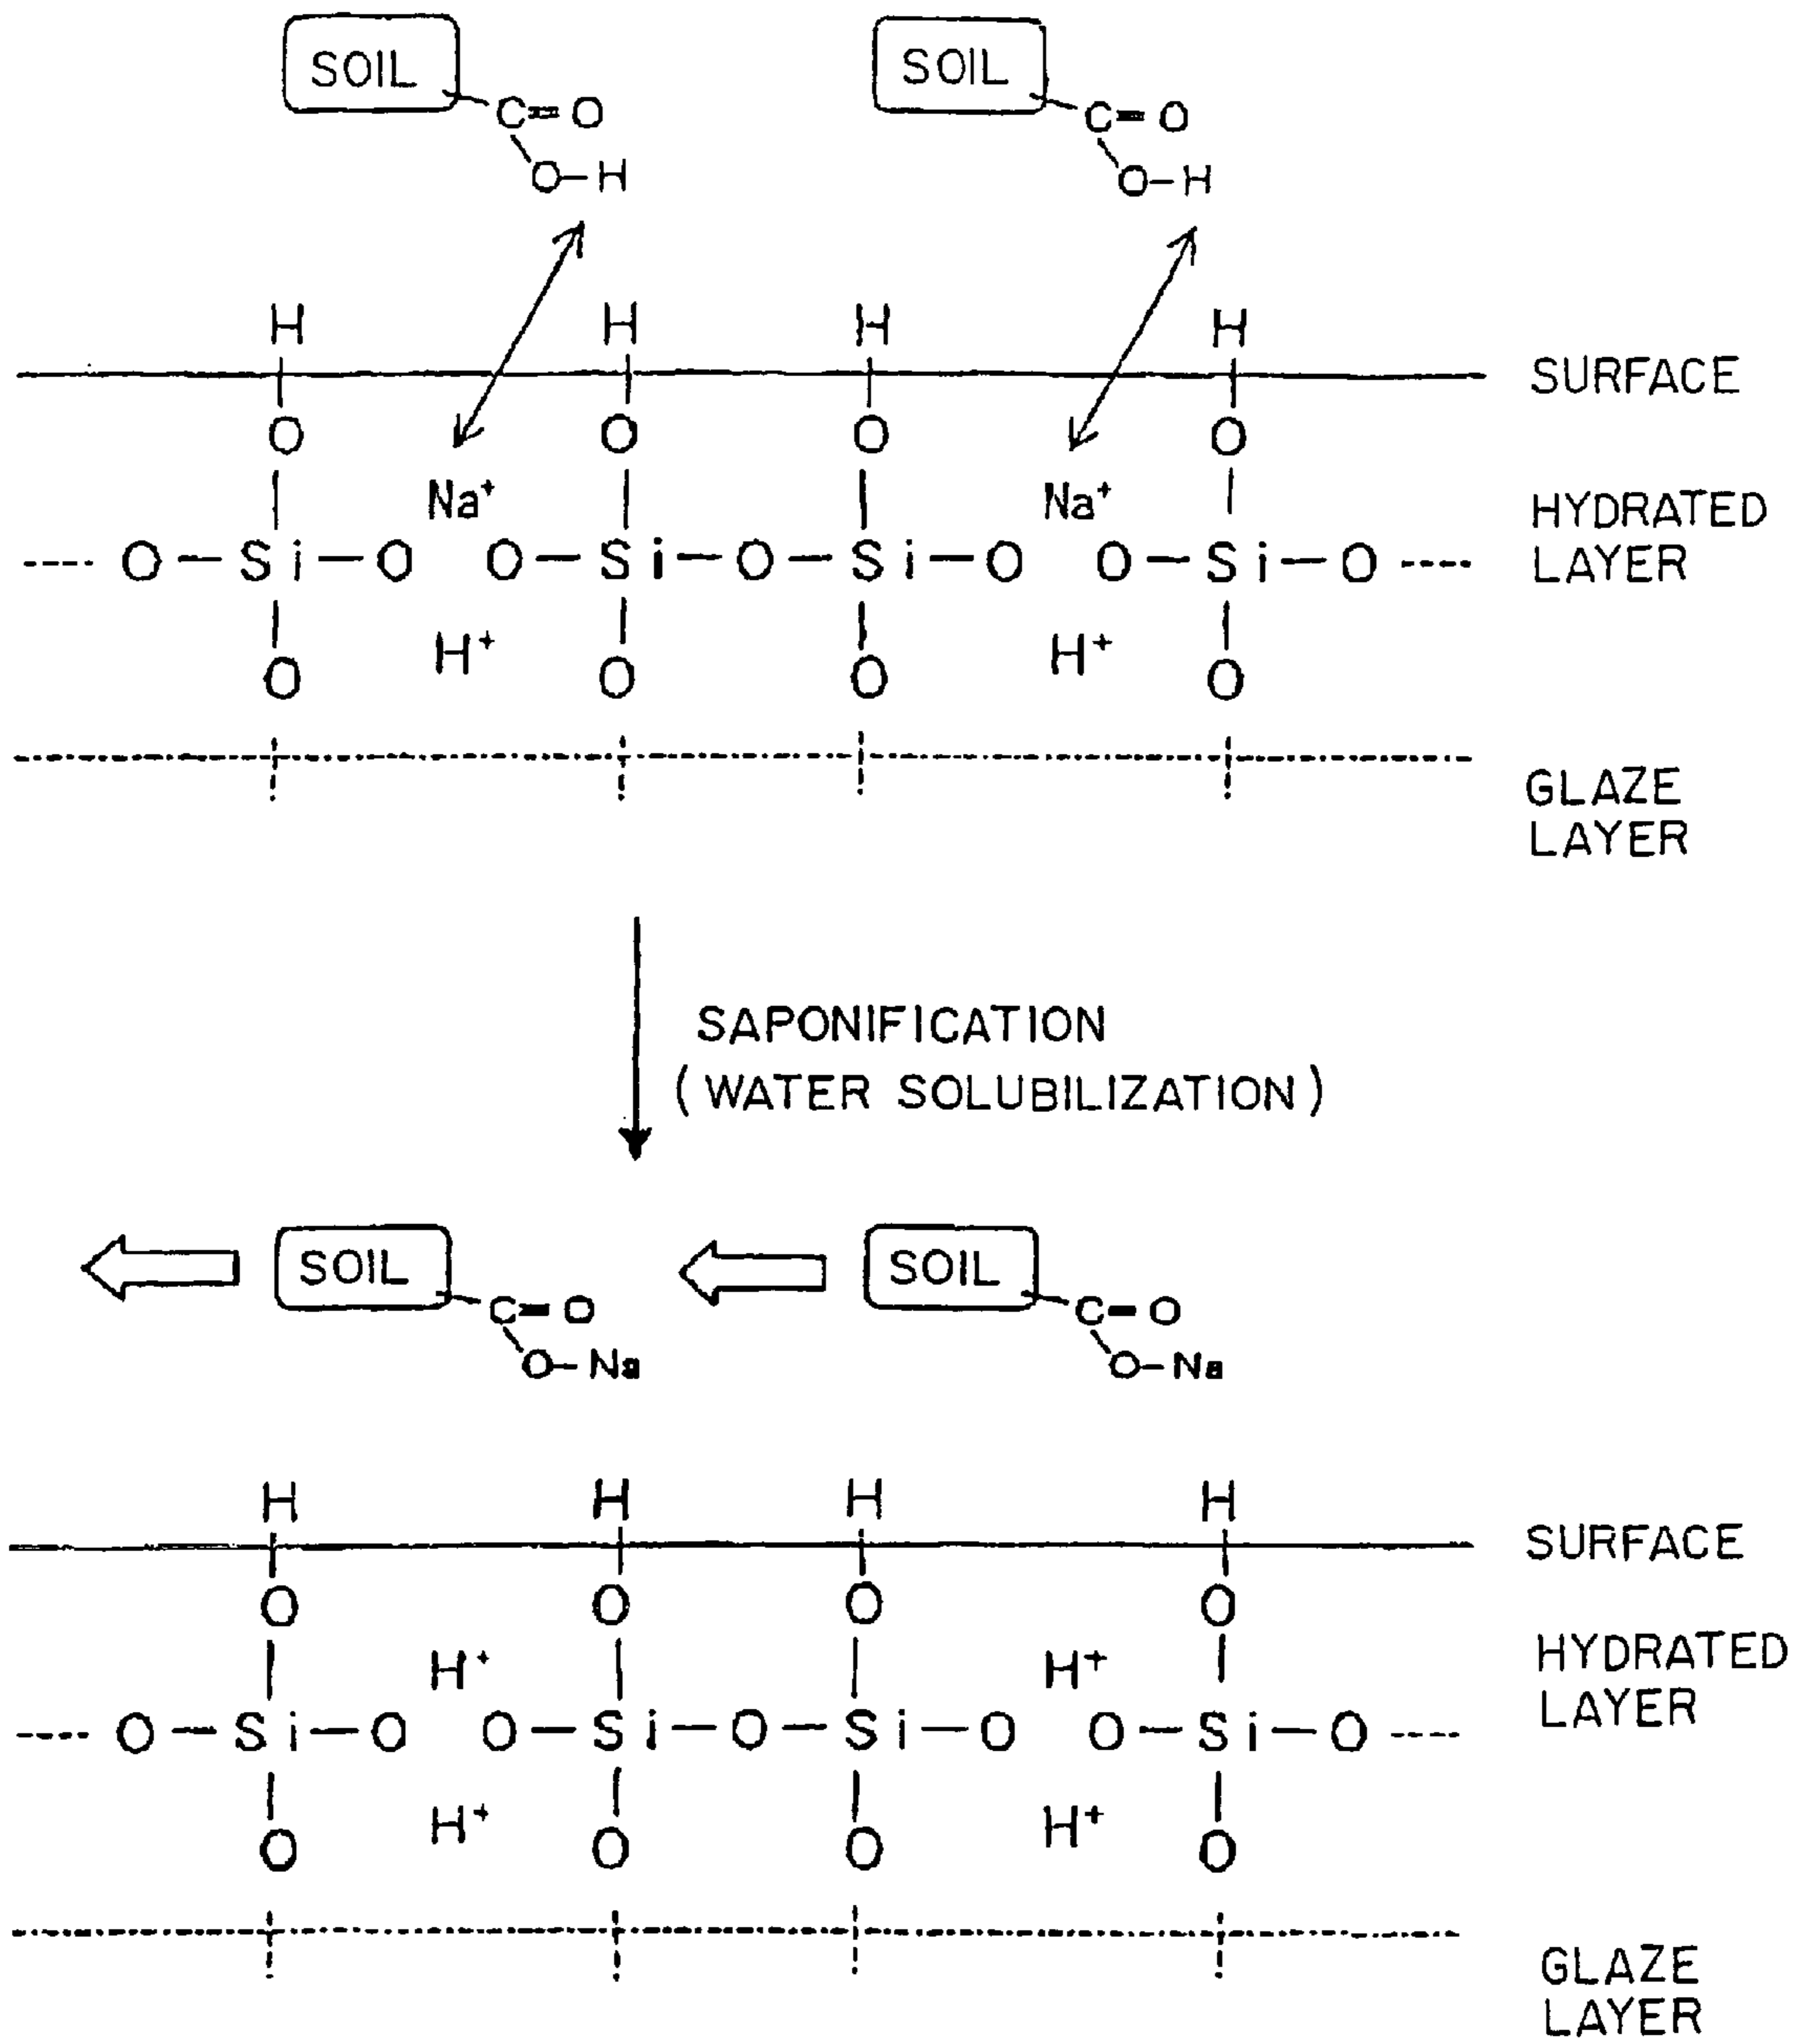 SOIL SOIL
C=O C=O
O-H O-H
H H H H
SURFACE
O O O O
Na⁺ Na⁺
HYDRATED
---- O-Si-O O-Si-O-Si-O O-Si-O ----
LAYER
H⁺ H⁺
O O O O
GLAZE
LAYER
SAPONIFICATION
(WATER SOLUBILIZATION)
SOIL SOIL
C=O C=O
O-Na O-Na
H H H H
SURFACE
O O O O
H⁺ H⁺
HYDRATED
LAYER
---- O-Si-O O-Si-O-Si-O O-Si-O ----
H⁺ H⁺
O O O O
GLAZE
LAYER